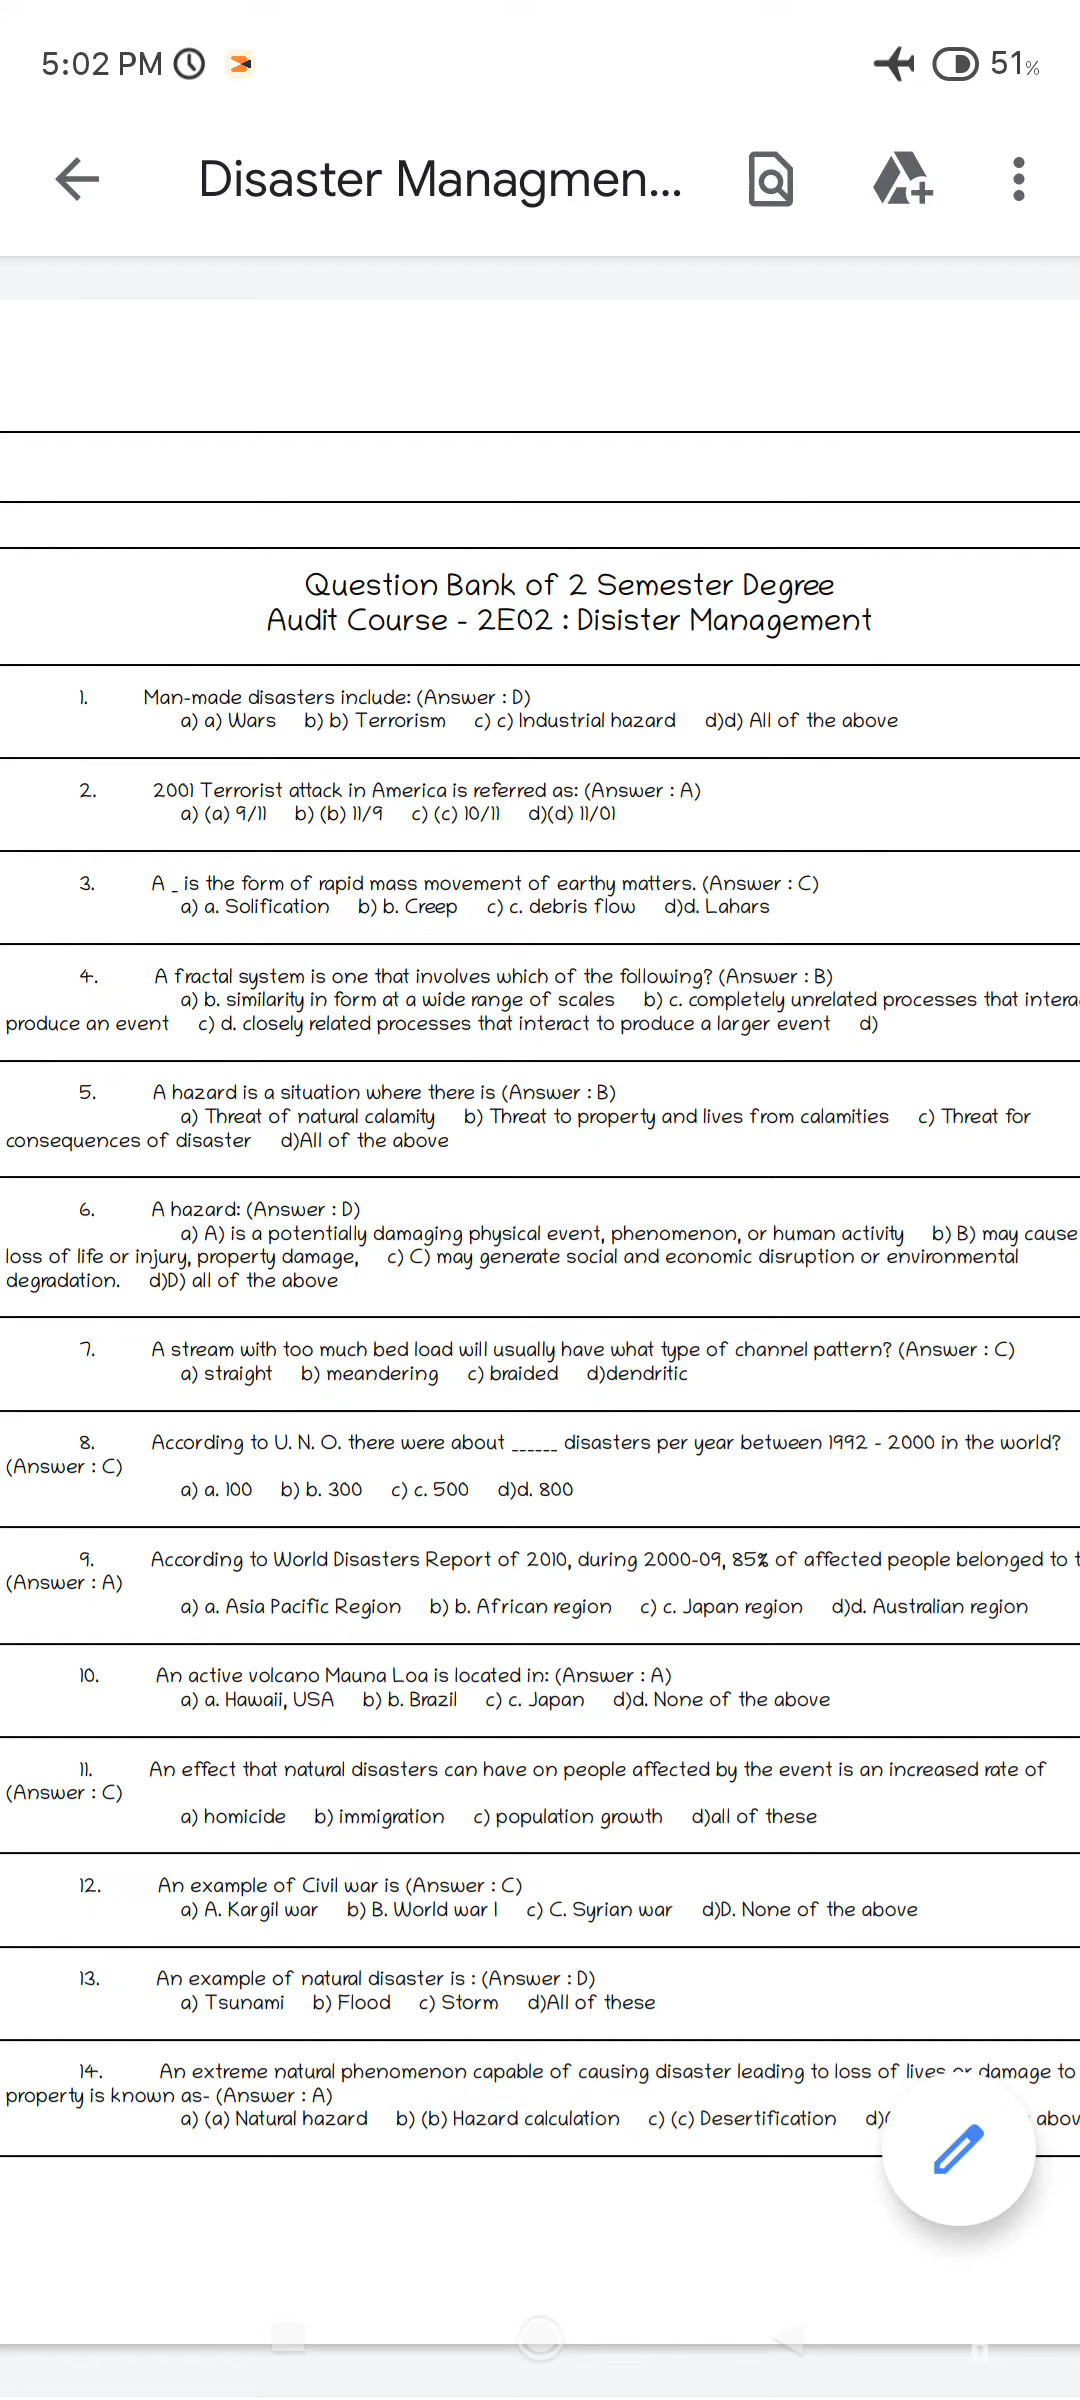 5:02 PM 51%
Disaster Managmen...
Question Bank of 2 Semester Degree
Audit Course - 2E02 : Disister Management
1. Man-made disasters include: (Answer : D)
a) a) Wars b) b) Terrorism c) c) Industrial hazard d)d) All of the above
2. 2001 Terrorist attack in America is referred as: (Answer : A)
a) (a) 9/11 b) (b) 11/9 c) (c) 10/11 d)(d) 11/01
3. A _ is the form of rapid mass movement of earthy matters. (Answer : C)
a) a. Solification b) b. Creep c) c. debris flow d)d. Lahars
4. A fractal system is one that involves which of the following? (Answer : B)
a) b. similarity in form at a wide range of scales b) c. completely unrelated processes that intera
produce an event c) d. closely related processes that interact to produce a larger event d)
5. A hazard is a situation where there is (Answer : B)
a) Threat of natural calamity b) Threat to property and lives from calamities c) Threat for
consequences of disaster d)All of the above
6. A hazard: (Answer : D)
a) A) is a potentially damaging physical event, phenomenon, or human activity b) B) may cause
loss of life or injury, property damage, c) C) may generate social and economic disruption or environmental
degradation. d)D) all of the above
7. A stream with too much bed load will usually have what type of channel pattern? (Answer : C)
a) straight b) meandering c) braided d)dendritic
8. According to U. N. O. there were about ______ disasters per year between 1992 - 2000 in the world?
(Answer : C)
a) a. 100 b) b. 300 c) c. 500 d)d. 800
9. According to World Disasters Report of 2010, during 2000-09, 85% of affected people belonged to t
(Answer : A)
a) a. Asia Pacific Region b) b. African region c) c. Japan region d)d. Australian region
10. An active volcano Mauna Loa is located in: (Answer : A)
a) a. Hawaii, USA b) b. Brazil c) c. Japan d)d. None of the above
11. An effect that natural disasters can have on people affected by the event is an increased rate of
(Answer : C)
a) homicide b) immigration c) population growth d)all of these
12. An example of Civil war is (Answer : C)
a) A. Kargil war b) B. World war I c) C. Syrian war d)D. None of the above
13. An example of natural disaster is : (Answer : D)
a) Tsunami b) Flood c) Storm d)All of these
14. An extreme natural phenomenon capable of causing disaster leading to loss of lives or damage to
property is known as- (Answer : A)
a) (a) Natural hazard b) (b) Hazard calculation c) (c) Desertification d)( abov